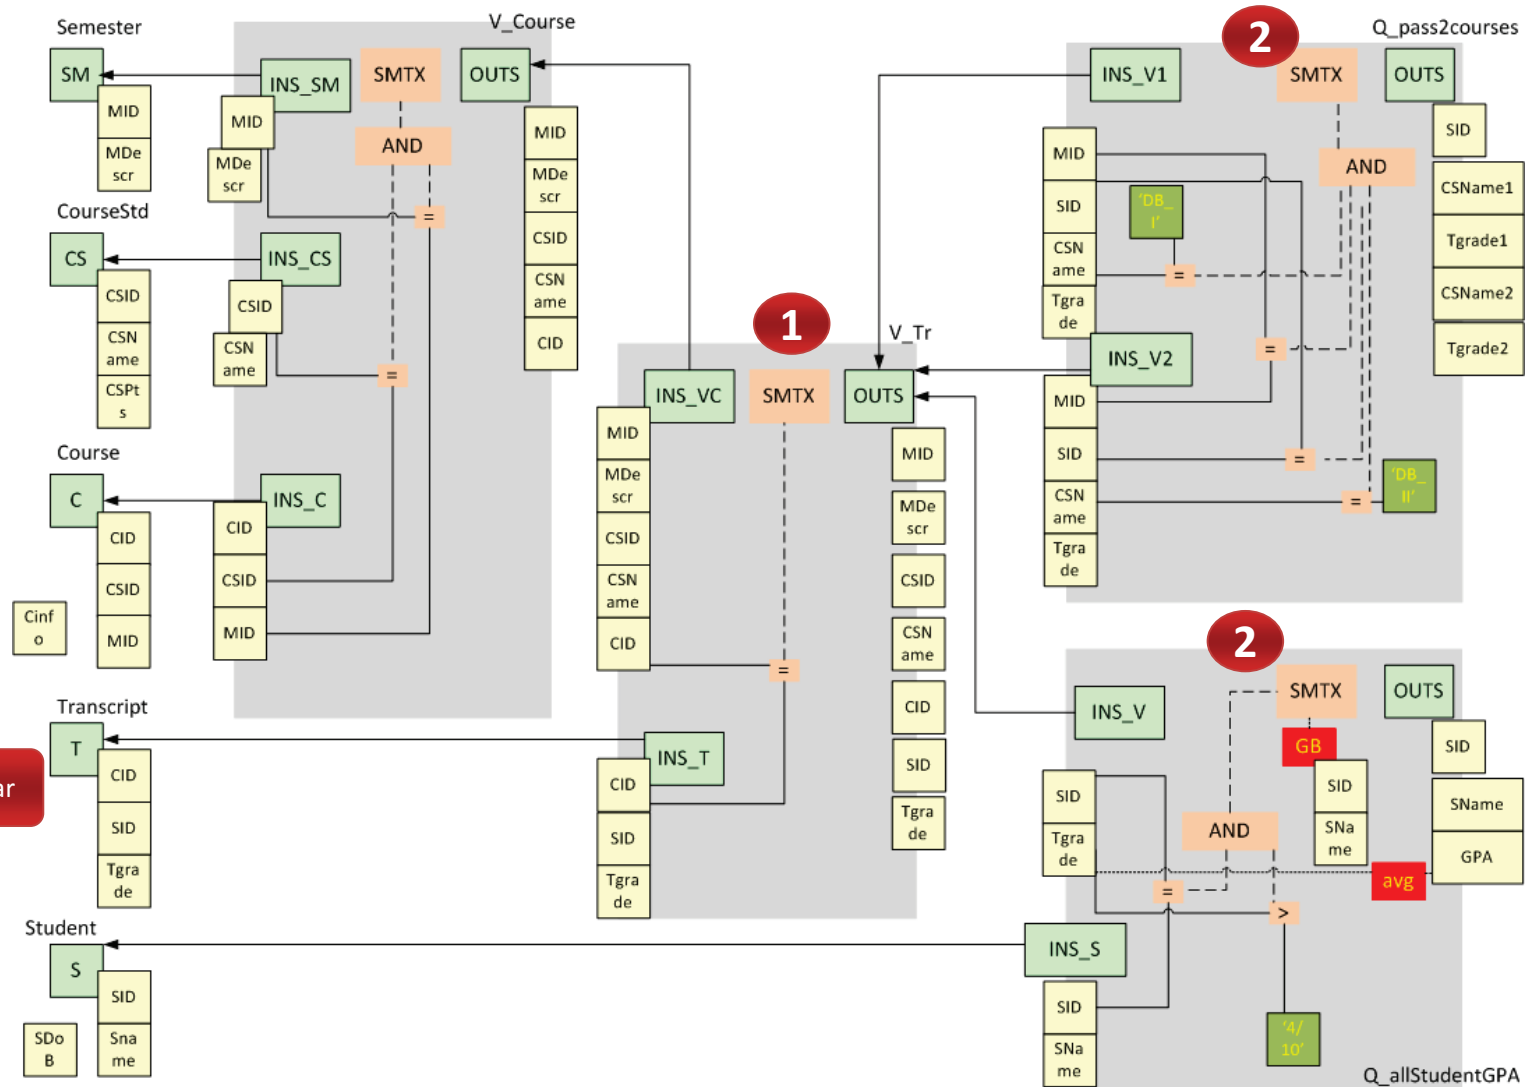 Semester
SM
MID
MDe
scr
CourseStd
CS
CSID
CSN
ame
CSPt
s
Course
C
CID
CSID
MID
Cinf
o
Transcript
T
CID
SID
Tgra
de
ar
Student
S
SID
Sna
me
SDo
B
V_Course
INS_SM
SMTX
OUTS
MID
MDe
scr
AND
=
INS_CS
CSID
CSN
ame
=
INS_C
CID
CSID
MID
MID
MDe
scr
CSID
CSN
ame
CID
1
V_Tr
INS_VC
SMTX
OUTS
MID
MDe
scr
CSID
CSN
ame
CID
=
INS_T
CID
SID
Tgra
de
MID
MDe
scr
CSID
CSN
ame
CID
SID
Tgra
de
2
Q_pass2courses
INS_V1
SMTX
OUTS
MID
SID
CSN
ame
Tgra
de
'DB_
I'
=
AND
SID
CSName1
Tgrade1
CSName2
Tgrade2
INS_V2
=
MID
SID
CSN
ame
Tgra
de
=
=
'DB_
II'
2
INS_V
SMTX
OUTS
GB
SID
SNa
me
SID
Tgra
de
AND
SID
SName
GPA
avg
=
>
INS_S
SID
SNa
me
'4/
10'
Q_allStudentGPA